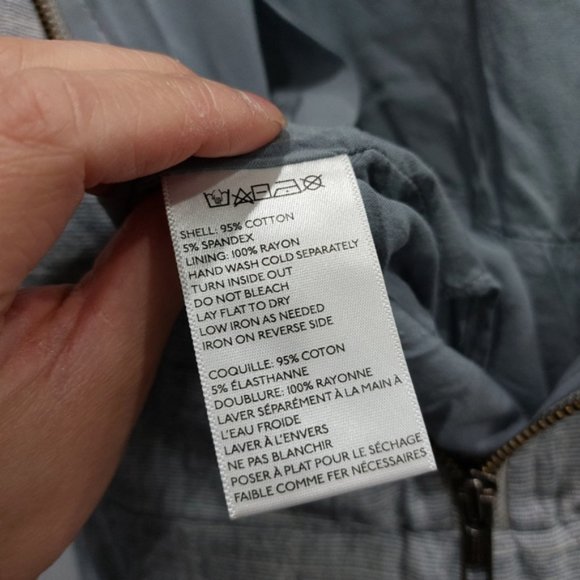 SHELL: 95% COTTON
5% SPANDEX
LINING: 100% RAYON
HAND WASH COLD SEPARATELY
TURN INSIDE OUT
DO NOT BLEACH
LAY FLAT TO DRY
LOW IRON AS NEEDED
IRON ON REVERSE SIDE
COQUILLE: 95% COTON
5% ÉLASTHANNE
DOUBLURE: 100% RAYONNE
LAVER SÉPARÉMENT À LA MAIN À
L'EAU FROIDE
LAVER À L'ENVERS
NE PAS BLANCHIR
POSER À PLAT POUR LE SÉCHAGE
FAIBLE COMME FER NÉCESSAIRES